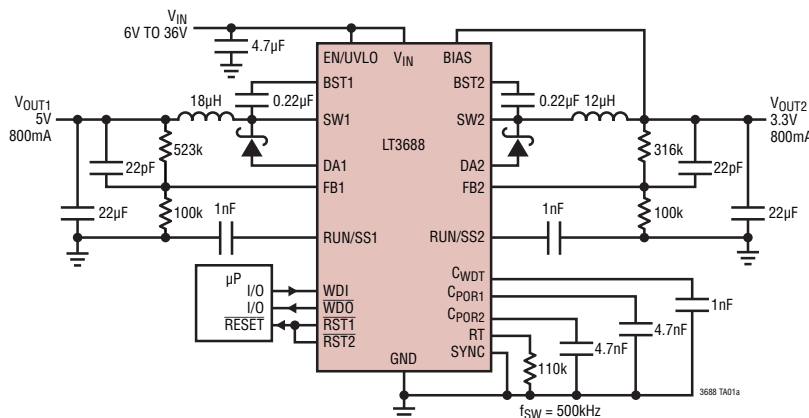 VIN
6V TO 36V
4.7µF
EN/UVLO VIN BIAS
BST1
BST2
18µH
0.22µF
0.22µF
12µH
VOUT1
5V
800mA
SW1
SW2
VOUT2
3.3V
800mA
LT3688
523k
316k
22pF
22pF
DA1
DA2
FB1
FB2
22µF
100k
1nF
1nF
100k
22µF
RUN/SS1
RUN/SS2
µP
I/O
I/O
RESET
WDI
WDO
RST1
RST2
CWDT
CPOR1
CPOR2
RT
SYNC
GND
1nF
4.7nF
4.7nF
110k
3688 TA01a
fSW = 500kHz